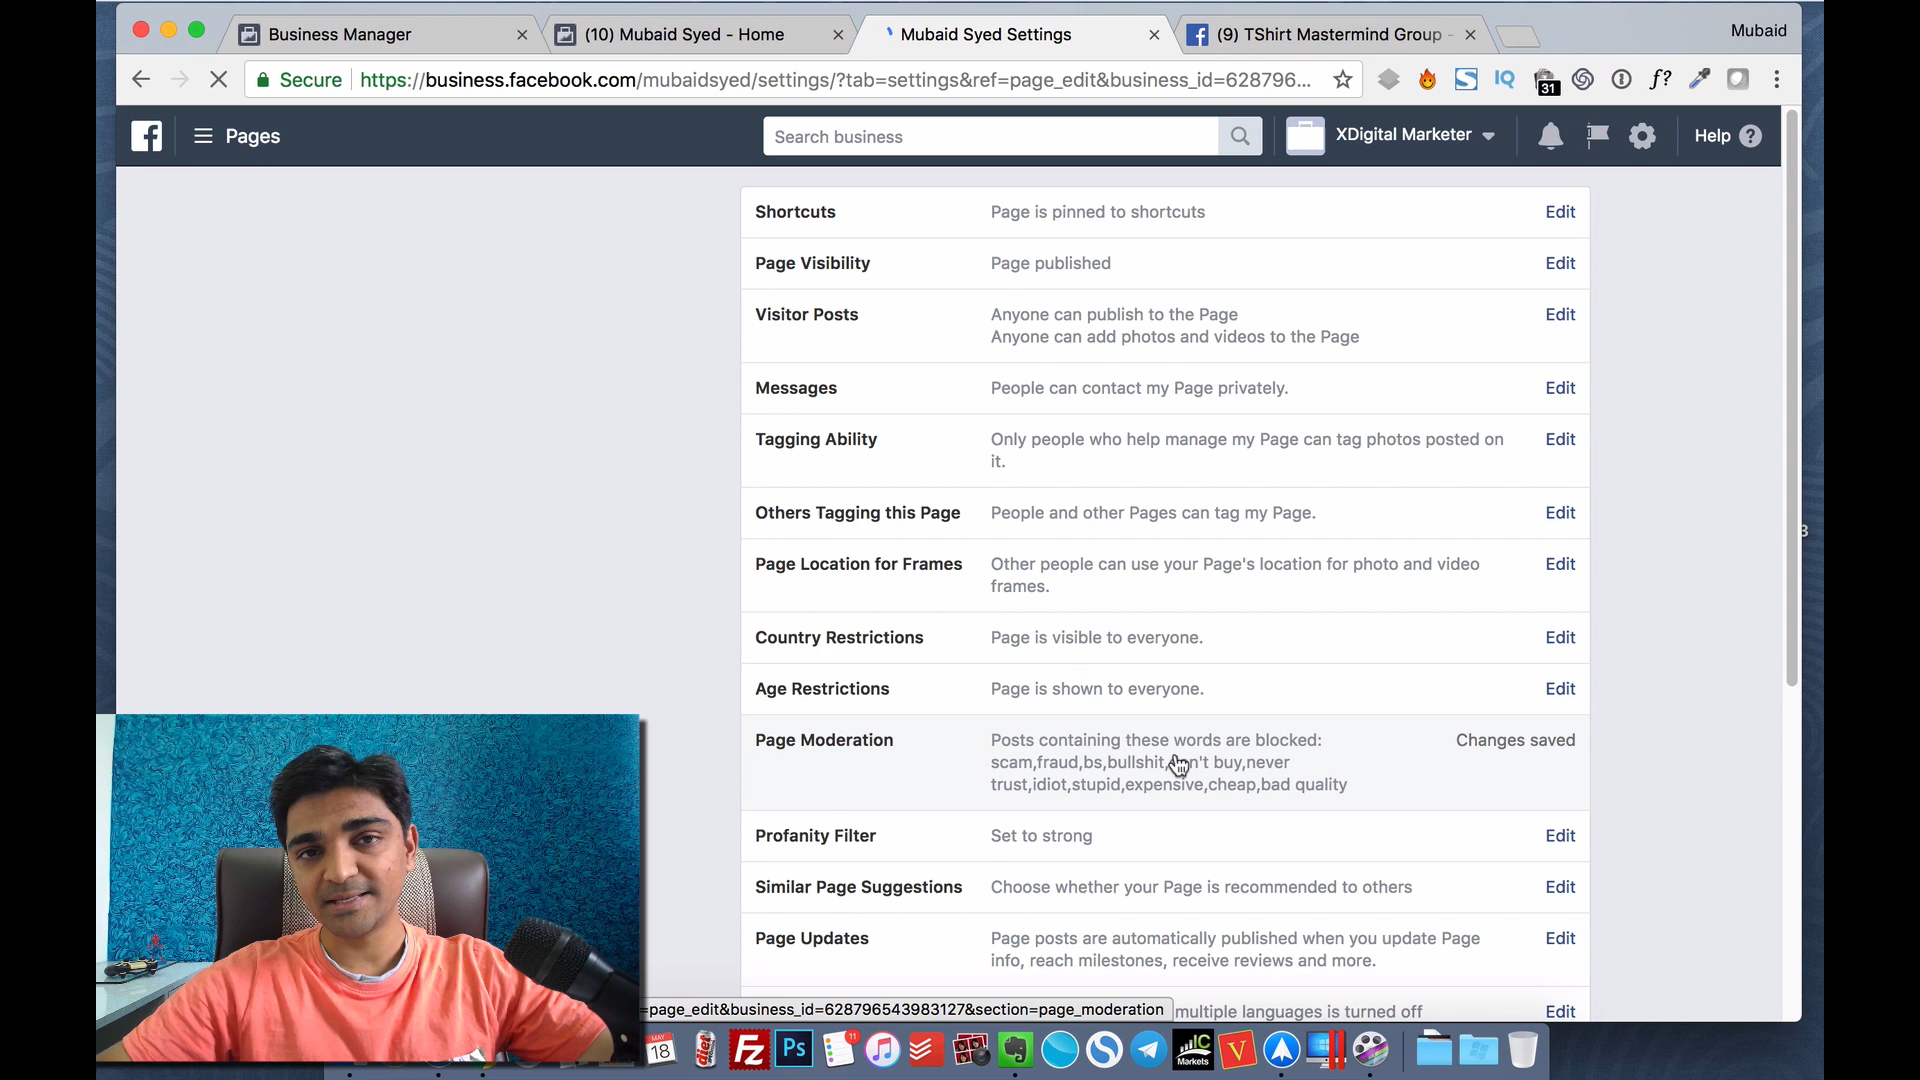 Business Manager
(10) Mubaid Syed - Home
Mubaid Syed Settings
(9) TShirt Mastermind Group -
Mubaid
Secure
https://business.facebook.com/mubaidsyed/settings/?tab=settings&ref=page_edit&business_id=628796...
IQ
31
f?
Pages
Search business
XDigital Marketer
Help ?
Shortcuts Page is pinned to shortcuts Edit
Page Visibility Page published Edit
Visitor Posts Anyone can publish to the Page Edit
Anyone can add photos and videos to the Page
Messages People can contact my Page privately. Edit
Tagging Ability Only people who help manage my Page can tag photos posted on Edit
it.
Others Tagging this Page People and other Pages can tag my Page. Edit
Page Location for Frames Other people can use your Page's location for photo and video Edit
frames.
Country Restrictions Page is visible to everyone. Edit
Age Restrictions Page is shown to everyone. Edit
Page Moderation Posts containing these words are blocked: Changes saved
scam,fraud,bs,bullshit, buy,never
trust,idiot,stupid,expensive,cheap,bad quality
Profanity Filter Set to strong Edit
Similar Page Suggestions Choose whether your Page is recommended to others Edit
Page Updates Page posts are automatically published when you update Page Edit
info, reach milestones, receive reviews and more.
=page_edit&business_id=628796543983127&section=page_moderation
multiple languages is turned off Edit
MAY
18
diet
FZ
Ps
11
IC
Markets
V
3